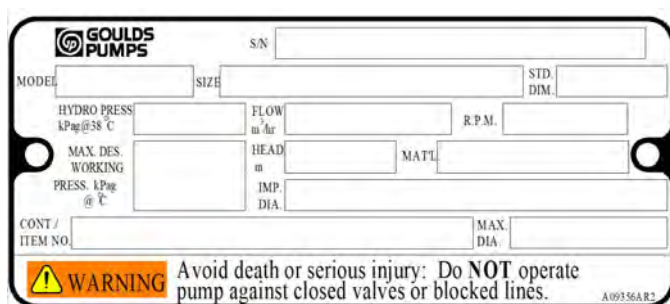 GOULDS
PUMPS
S/N
MODEL
SIZE
STD.
DIM.
HYDRO PRESS
kPag@38 °C
FLOW
m³/hr
R.P.M.
MAX. DES.
WORKING
PRESS. kPag
@ °C
HEAD
m
MAT'L
IMP.
DIA.
CONT /
ITEM NO.
MAX.
DIA.
WARNING
Avoid death or serious injury: Do NOT operate
pump against closed valves or blocked lines.
A09356AR2